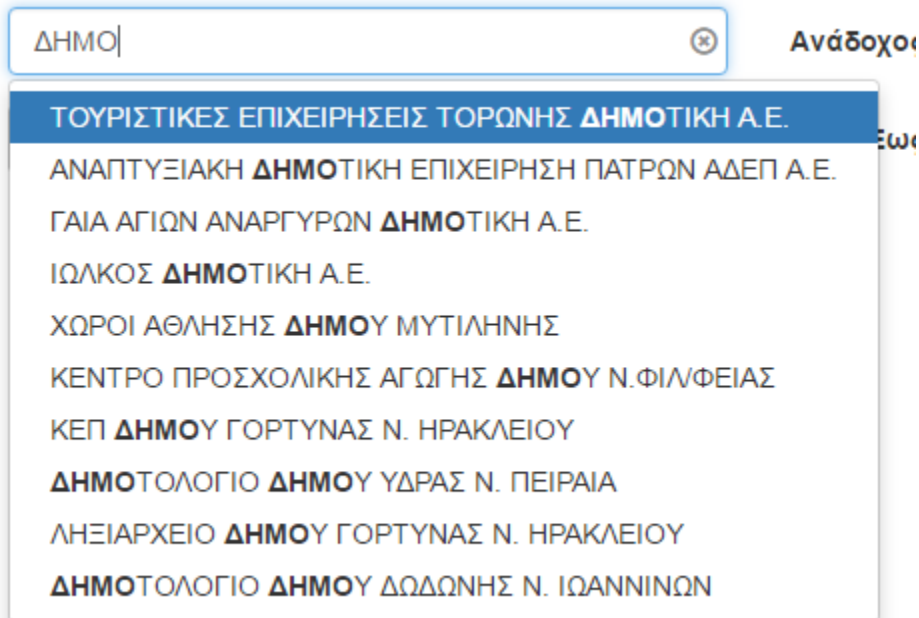 ΔΗΜΟ
Ανάδοχος
ΤΟΥΡΙΣΤΙΚΕΣ ΕΠΙΧΕΙΡΗΣΕΙΣ ΤΟΡΩΝΗΣ ΔΗΜΟΤΙΚΗ Α.Ε.
Έως
ΑΝΑΠΤΥΞΙΑΚΗ ΔΗΜΟΤΙΚΗ ΕΠΙΧΕΙΡΗΣΗ ΠΑΤΡΩΝ ΑΔΕΠ Α.Ε.
ΓΑΙΑ ΑΓΙΩΝ ΑΝΑΡΓΥΡΩΝ ΔΗΜΟΤΙΚΗ Α.Ε.
ΙΩΛΚΟΣ ΔΗΜΟΤΙΚΗ Α.Ε.
ΧΩΡΟΙ ΑΘΛΗΣΗΣ ΔΗΜΟΥ ΜΥΤΙΛΗΝΗΣ
ΚΕΝΤΡΟ ΠΡΟΣΧΟΛΙΚΗΣ ΑΓΩΓΗΣ ΔΗΜΟΥ Ν.ΦΙΛ/ΦΕΙΑΣ
ΚΕΠ ΔΗΜΟΥ ΓΟΡΤΥΝΑΣ Ν. ΗΡΑΚΛΕΙΟΥ
ΔΗΜΟΤΟΛΟΓΙΟ ΔΗΜΟΥ ΥΔΡΑΣ Ν. ΠΕΙΡΑΙΑ
ΛΗΞΙΑΡΧΕΙΟ ΔΗΜΟΥ ΓΟΡΤΥΝΑΣ Ν. ΗΡΑΚΛΕΙΟΥ
ΔΗΜΟΤΟΛΟΓΙΟ ΔΗΜΟΥ ΔΩΔΩΝΗΣ Ν. ΙΩΑΝΝΙΝΩΝ